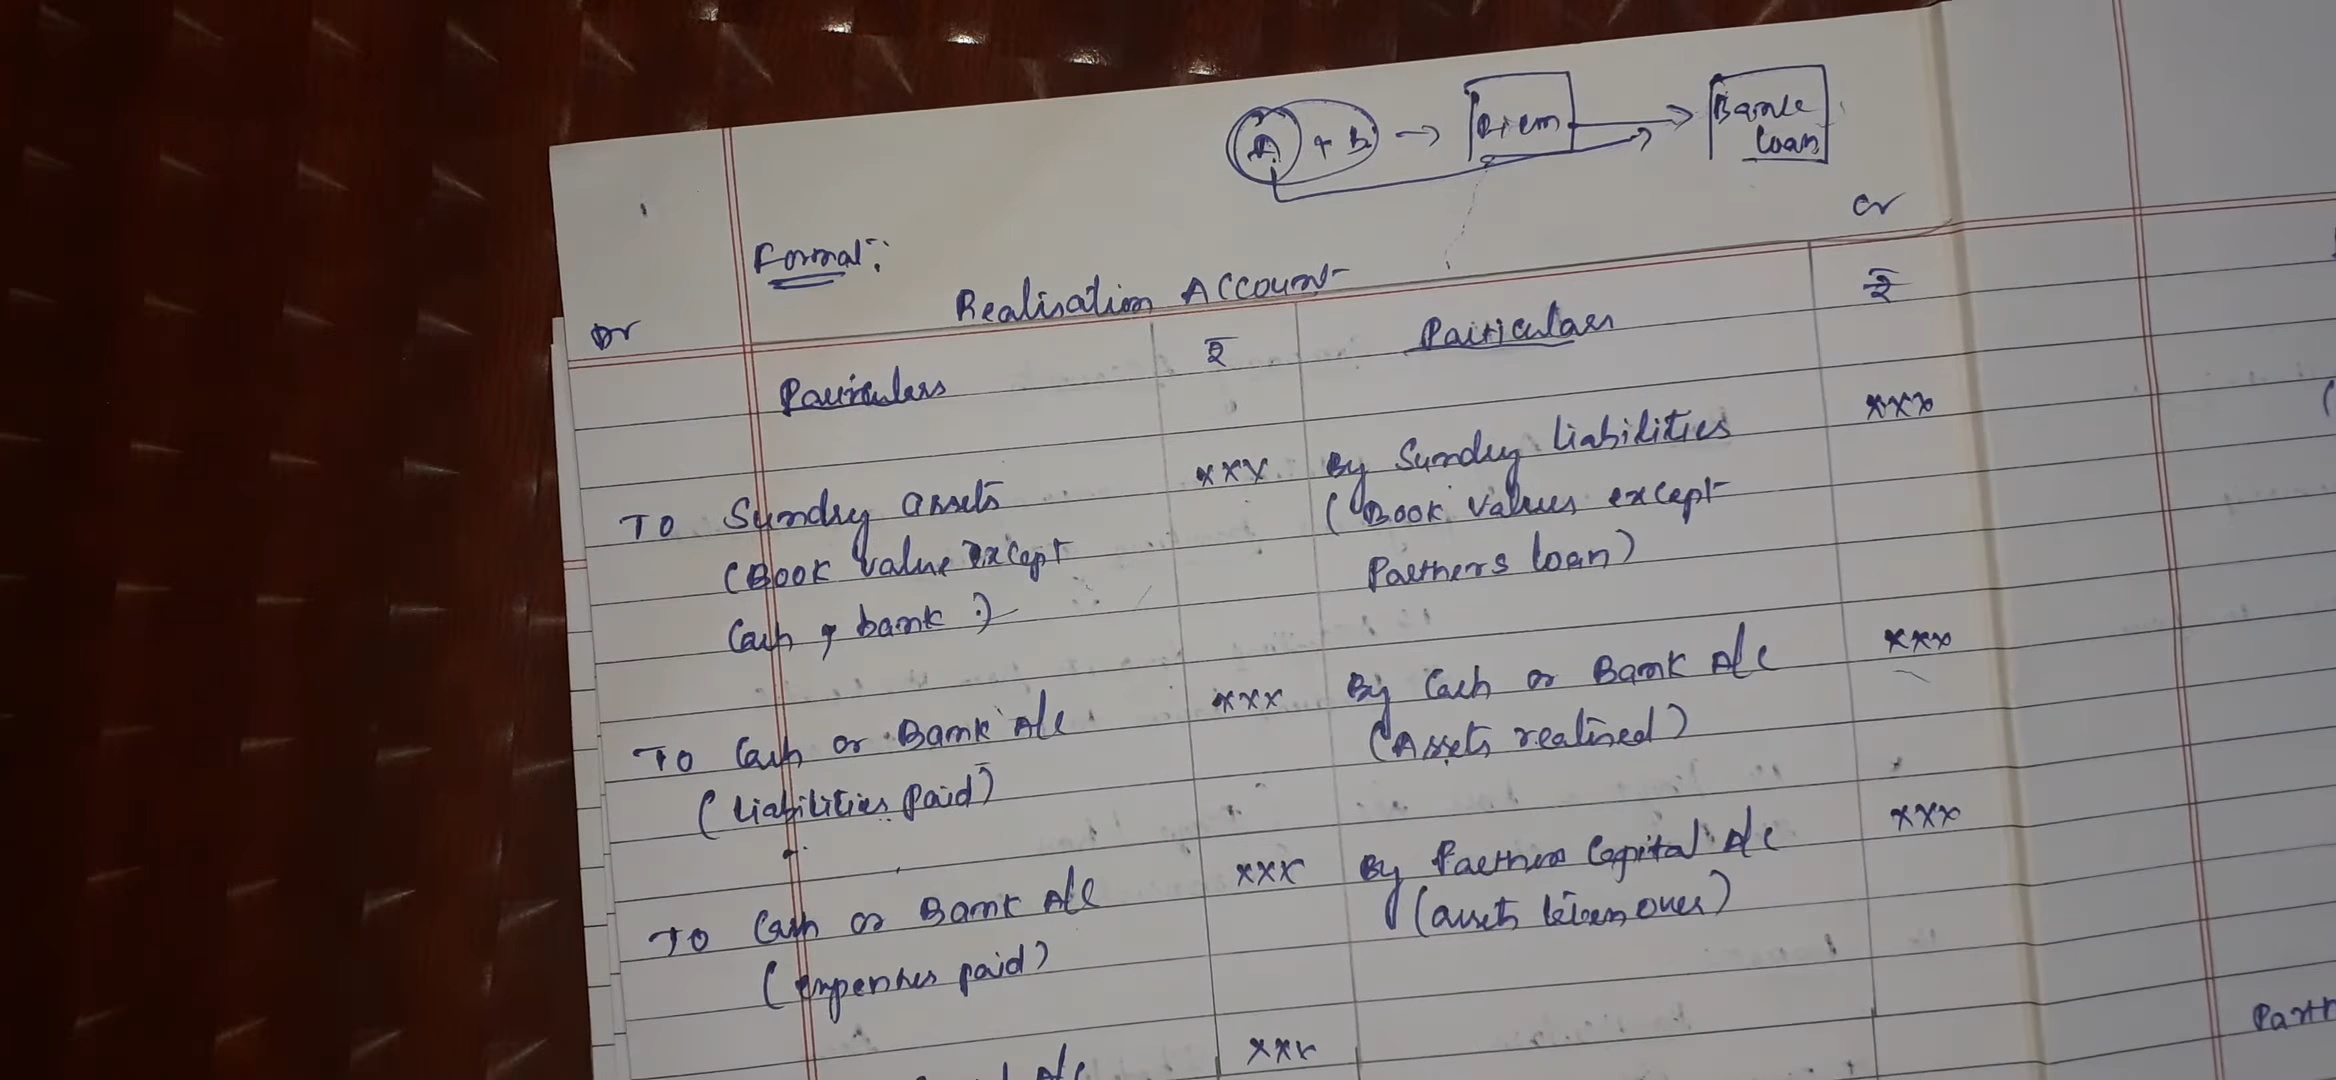 A + B → Firm → Bank
loan
Cr
Format:
Realisation Account
Dr
Particulars ₹ Particulars ₹
To Sundry assets xxx By Sundry liabilities xxx
(Book value except (Book values except
Cash & bank) Partners loan)
To Cash or Bank A/c xxx By Cash or Bank A/c xxx
(liabilities paid) (Assets realised)
To Cash or Bank A/c xxx By Partners Capital A/c xxx
(expenses paid) (assets taken over)
A/c xxx
Partn